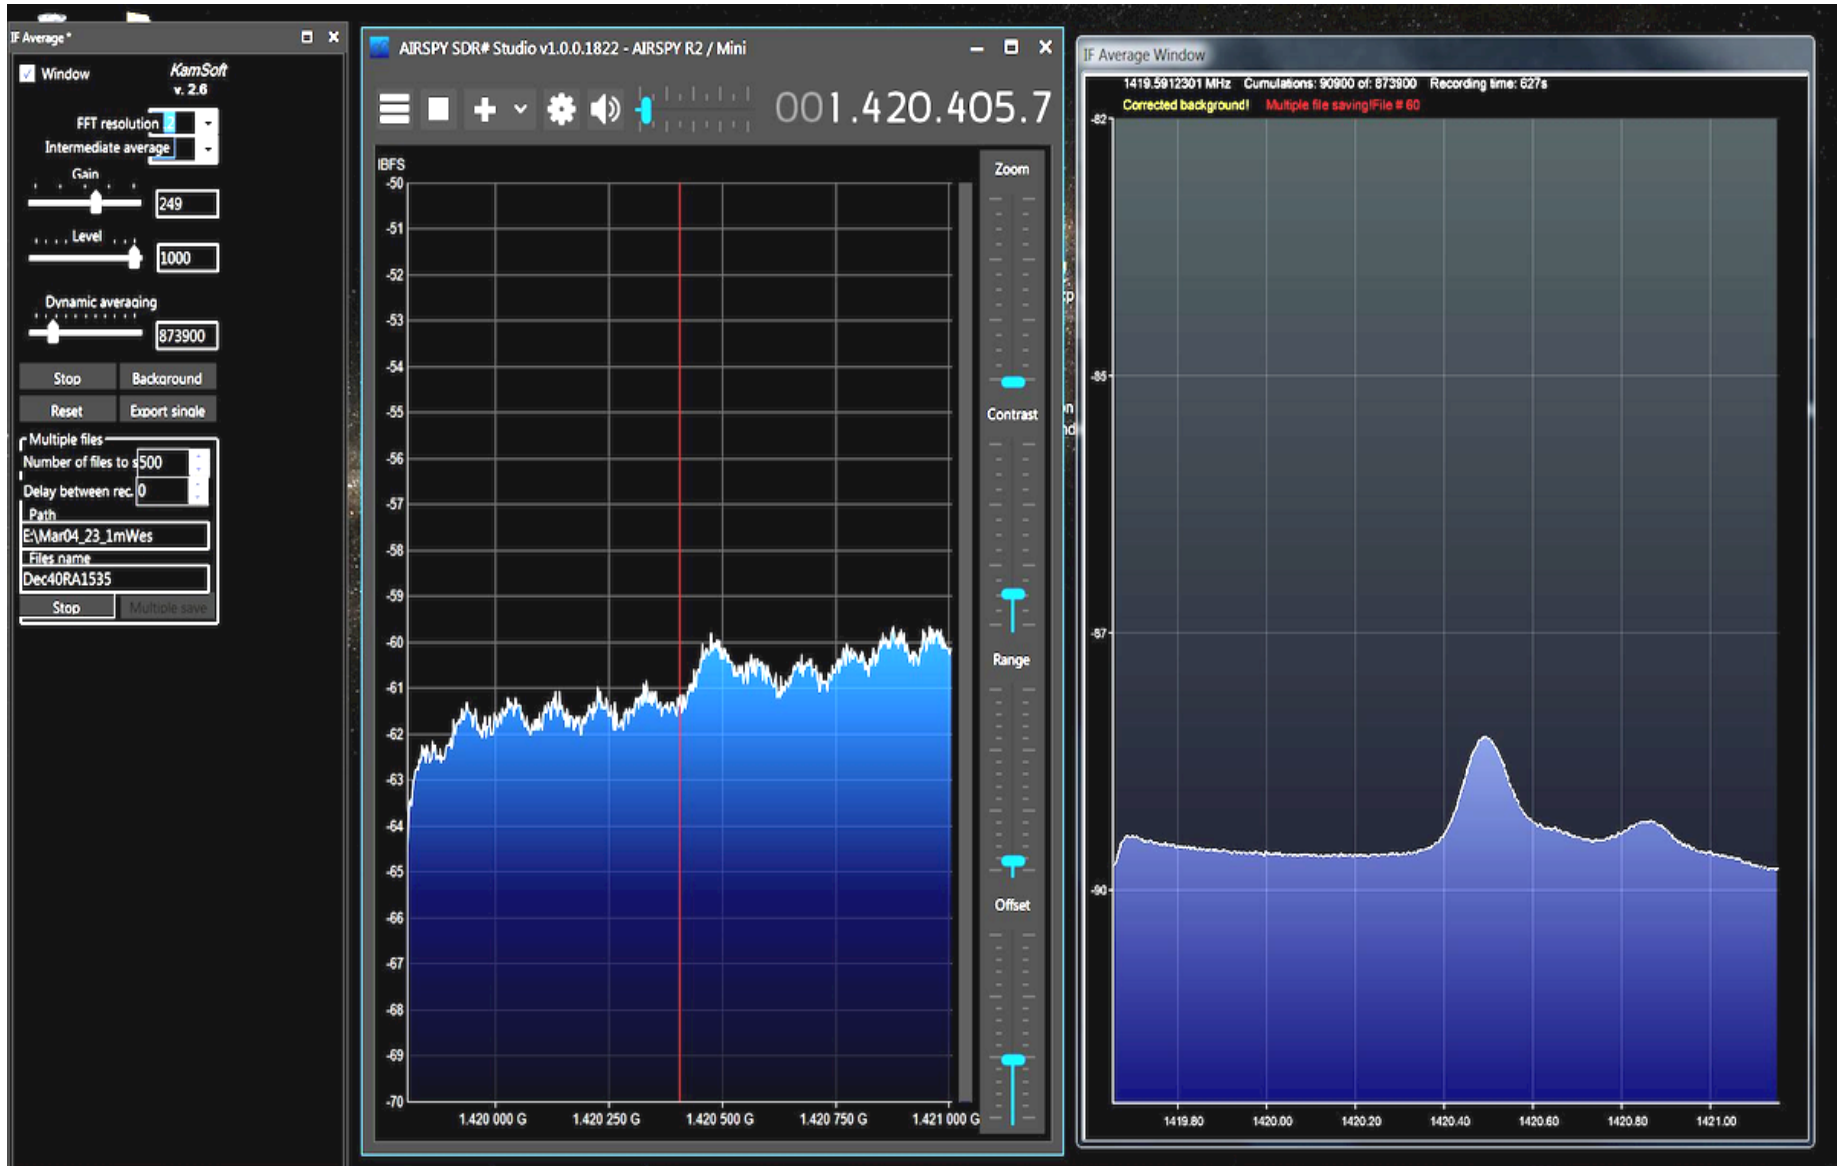 IF Average *
Window
KamSoft
v. 2.6
FFT resolution
Intermediate average
Gain
249
Level
1000
Dynamic averaging
873900
Stop Background
Reset Export single
Multiple files
Number of files to s 500
Delay between rec. 0
Path
E:\Mar04_23_1mWes
Files name
Dec40RA1535
Stop Multiple save
AIRSPY SDR# Studio v1.0.0.1822 - AIRSPY R2 / Mini
001.420.405.7
IBFS
-50
-51
-52
-53
-54
-55
-56
-57
-58
-59
-60
-61
-62
-63
-64
-65
-66
-67
-68
-69
-70
1.420 000 G 1.420 250 G 1.420 500 G 1.420 750 G 1.421 000 G
Zoom
Contrast
Range
Offset
IF Average Window
1419.5912301 MHz Cumulations: 90900 of: 873900 Recording time: 627s
Corrected background! Multiple file saving!File # 60
-82
-85
-87
-90
1419.80 1420.00 1420.20 1420.40 1420.60 1420.80 1421.00